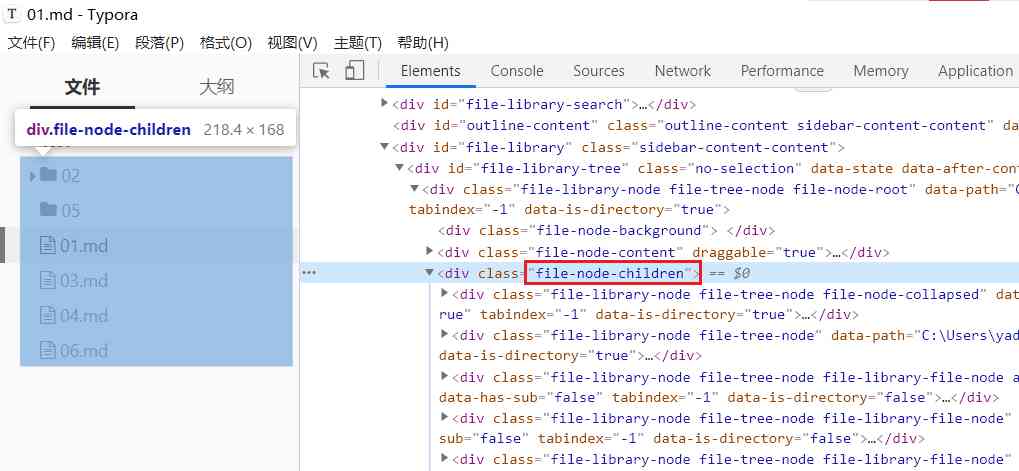 T 01.md - Typora
文件(F) 编辑(E) 段落(P) 格式(O) 视图(V) 主题(T) 帮助(H)
文件 大纲
div.file-node-children 218.4 × 168
02
05
01.md
03.md
04.md
06.md
Elements Console Sources Network Performance Memory Application
<div id="file-library-search">…</div>
<div id="outline-content" class="outline-content sidebar-content-content" da
<div id="file-library" class="sidebar-content-content">
<div id="file-library-tree" class="no-selection" data-state data-after-con
<div class="file-library-node file-tree-node file-node-root" data-path="C
tabindex="-1" data-is-directory="true">
<div class="file-node-background"> </div>
<div class="file-node-content" draggable="true">…</div>
… <div class="file-node-children"> == $0
<div class="file-library-node file-tree-node file-node-collapsed" dat
rue" tabindex="-1" data-is-directory="true">…</div>
<div class="file-library-node file-tree-node" data-path="C:\Users\yad
data-is-directory="true">…</div>
<div class="file-library-node file-tree-node file-library-file-node a
data-has-sub="false" tabindex="-1" data-is-directory="false">…</div>
<div class="file-library-node file-tree-node file-library-file-node"
sub="false" tabindex="-1" data-is-directory="false">…</div>
<div class="file-library-node file-tree-node file-library-file-node"